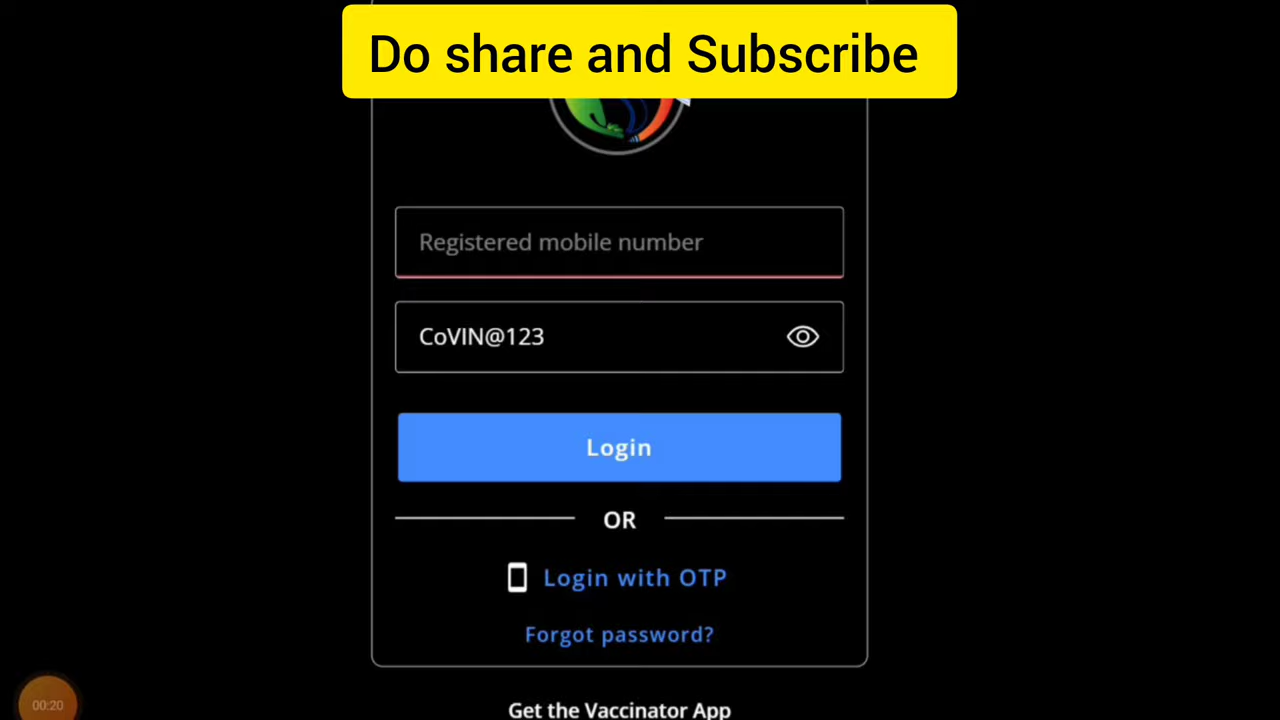 Do share and Subscribe
Registered mobile number
CoVIN@123
Login
OR
Login with OTP
Forgot password?
00:20
Get the Vaccinator App